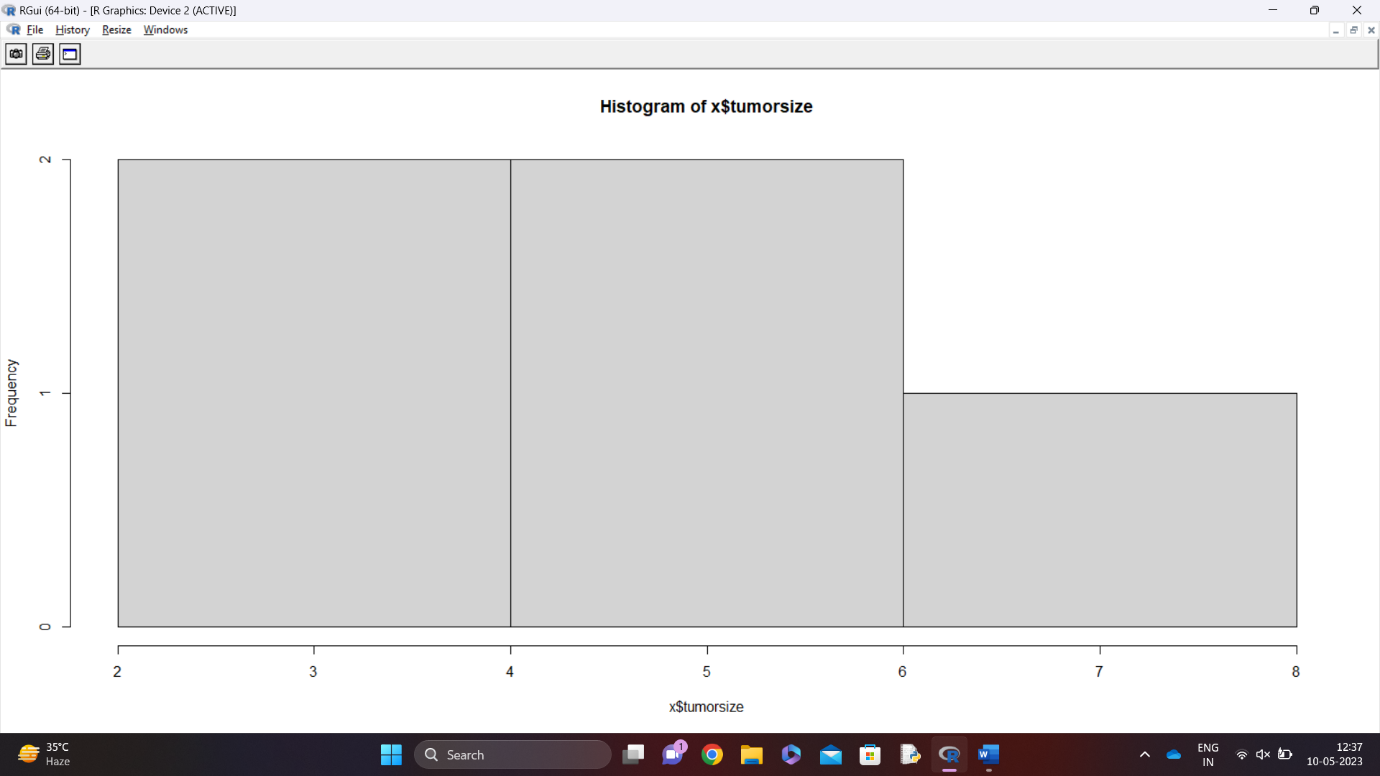 RGui (64-bit) - [R Graphics: Device 2 (ACTIVE)]
File History Resize Windows
Histogram of x$tumorsize
Frequency
0 1 2
2 3 4 5 6 7 8
x$tumorsize
35°C
Haze
Search
1
ENG
IN
12:37
10-05-2023